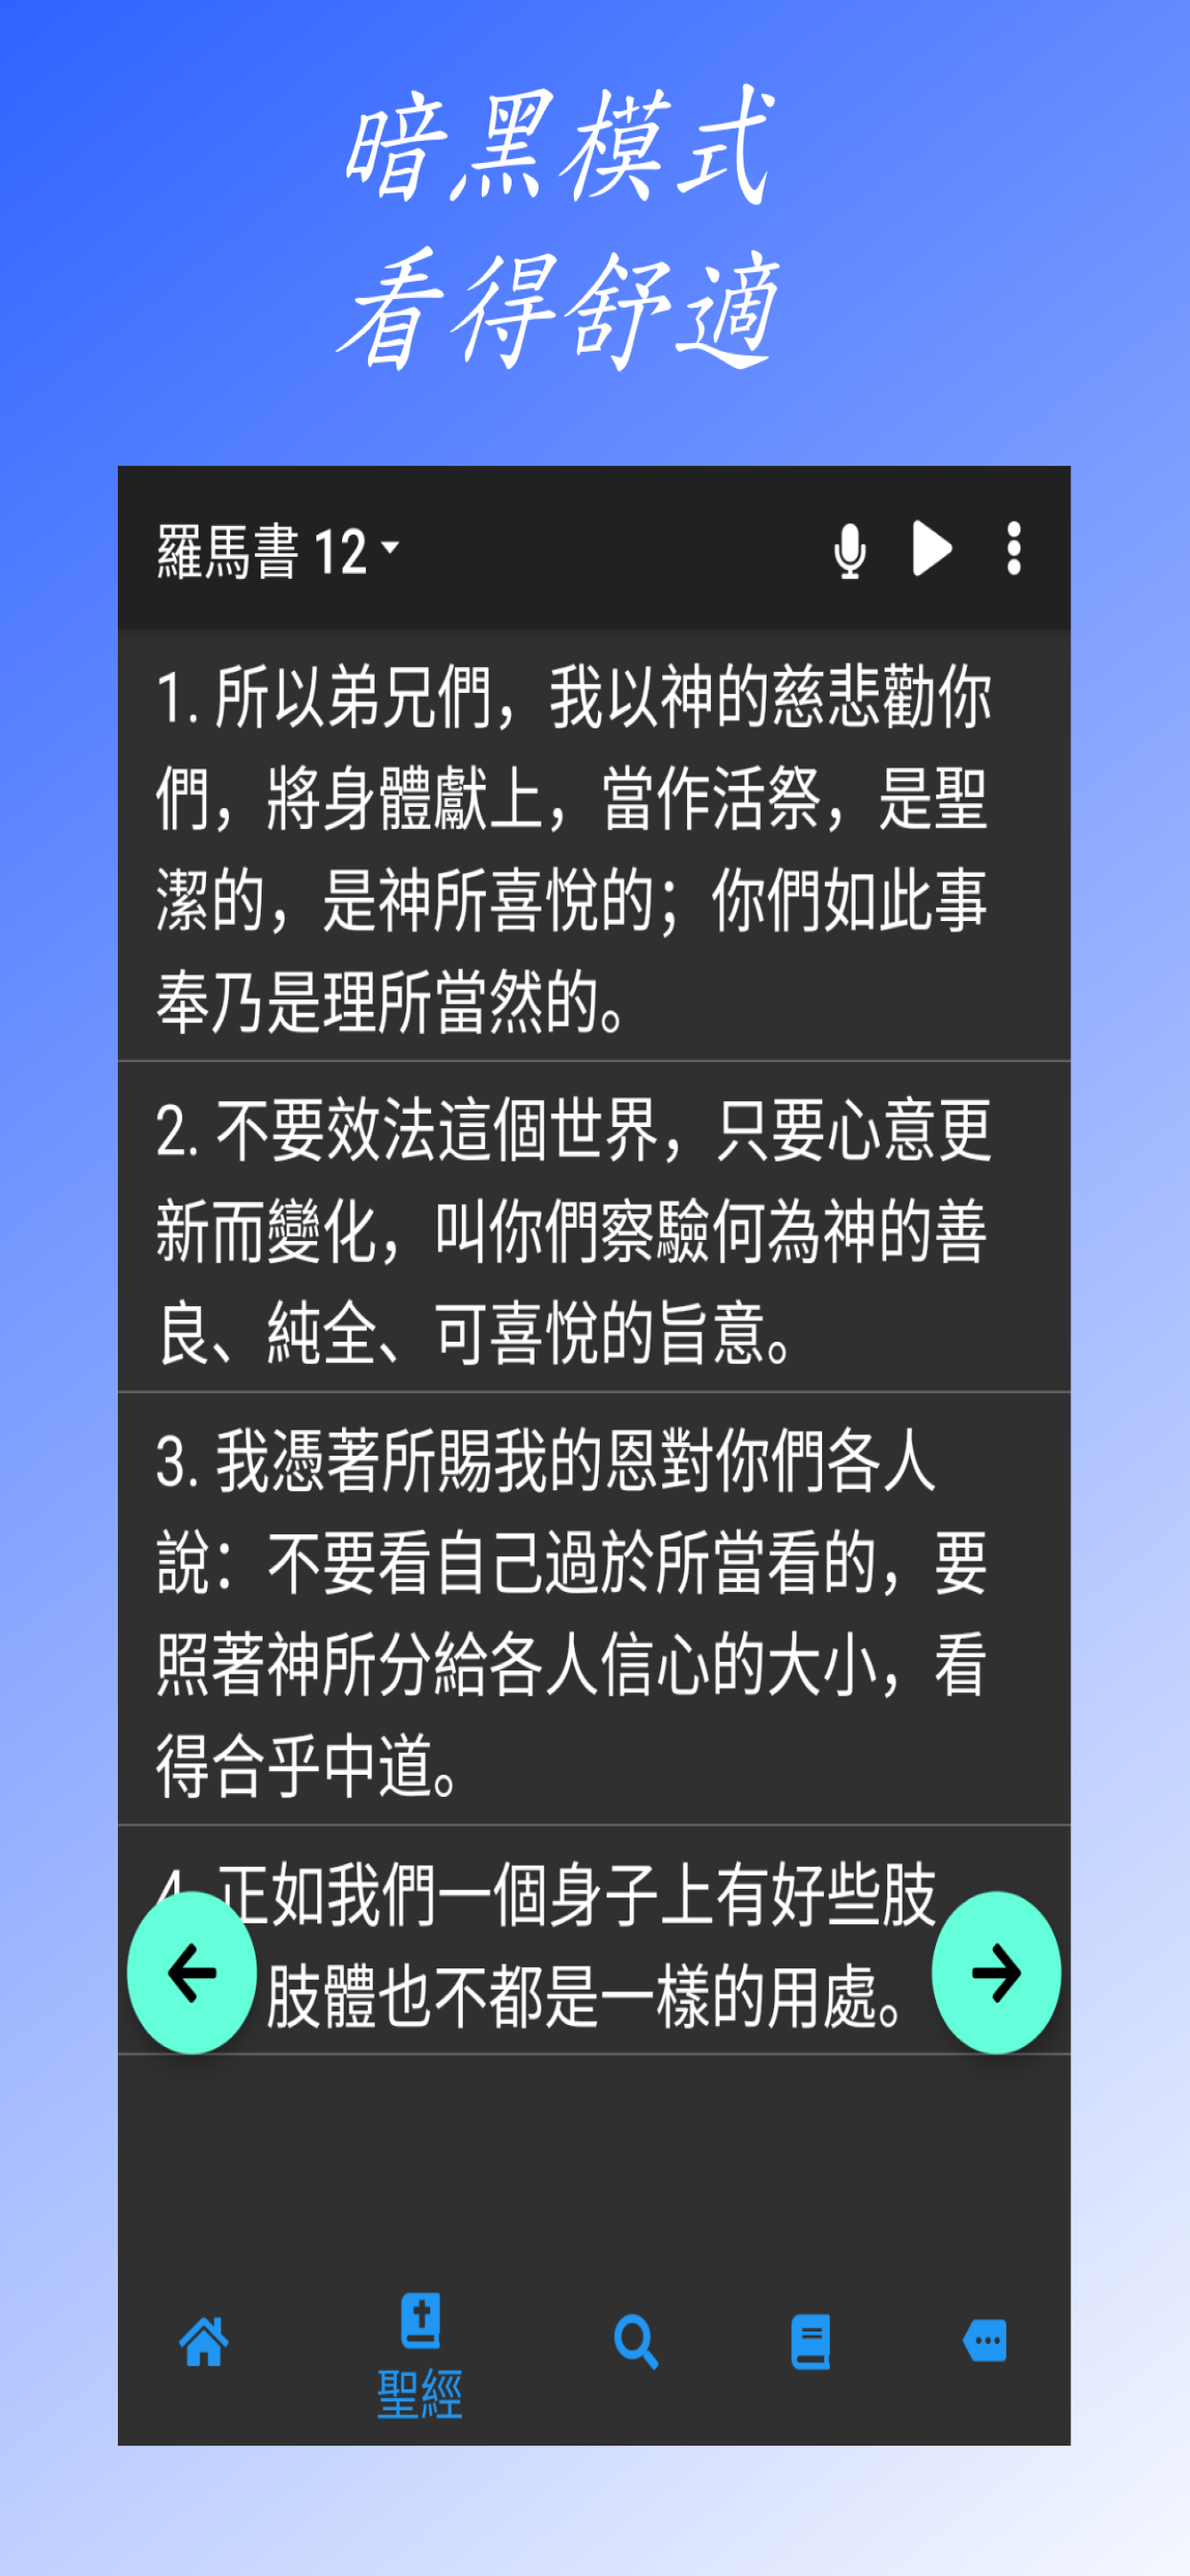 暗黑模式
看得舒適
羅馬書 12
1. 所以弟兄們，我以神的慈悲勸你
們，將身體獻上，當作活祭，是聖
潔的，是神所喜悅的；你們如此事
奉乃是理所當然的。
2. 不要效法這個世界，只要心意更
新而變化，叫你們察驗何為神的善
良、純全、可喜悅的旨意。
3. 我憑著所賜我的恩對你們各人
說：不要看自己過於所當看的，要
照著神所分給各人信心的大小，看
得合乎中道。
4. 正如我們一個身子上有好些肢
肢體也不都是一樣的用處。
聖經